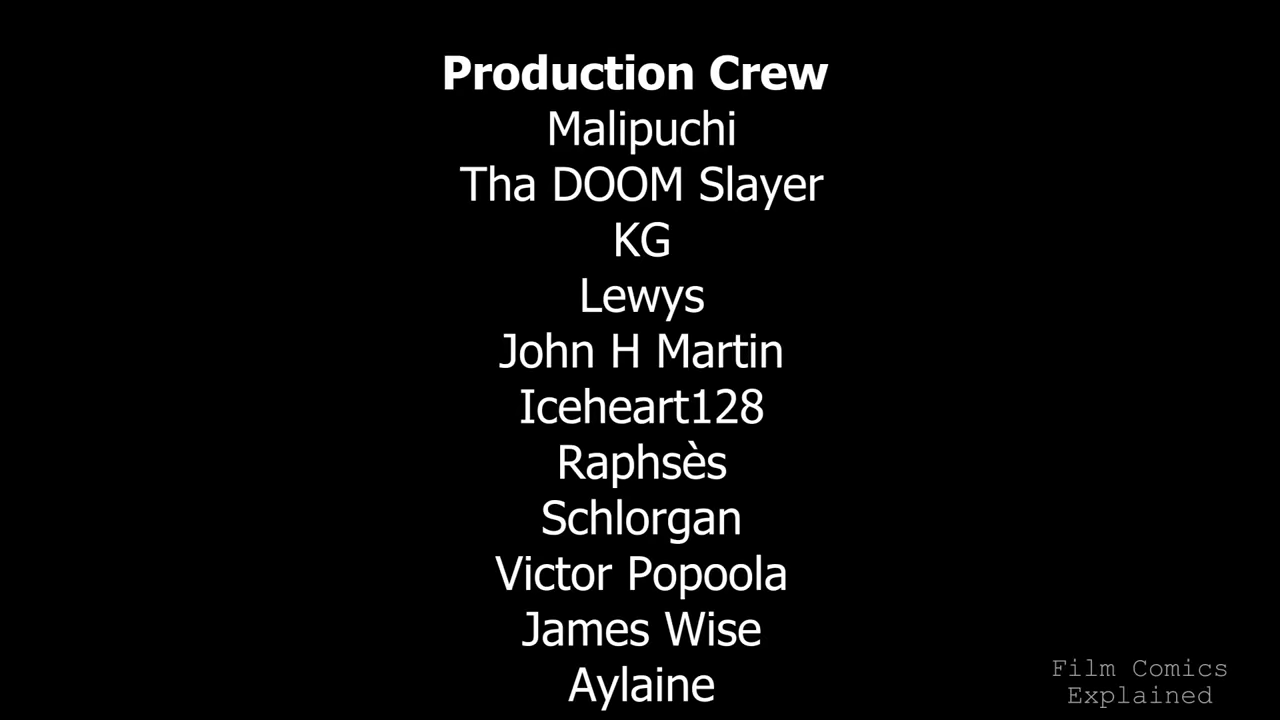 Production Crew
Malipuchi
Tha DOOM Slayer
KG
Lewys
John H Martin
Iceheart128
Raphsès
Schlorgan
Victor Popoola
James Wise
Aylaine
Film Comics
Explained